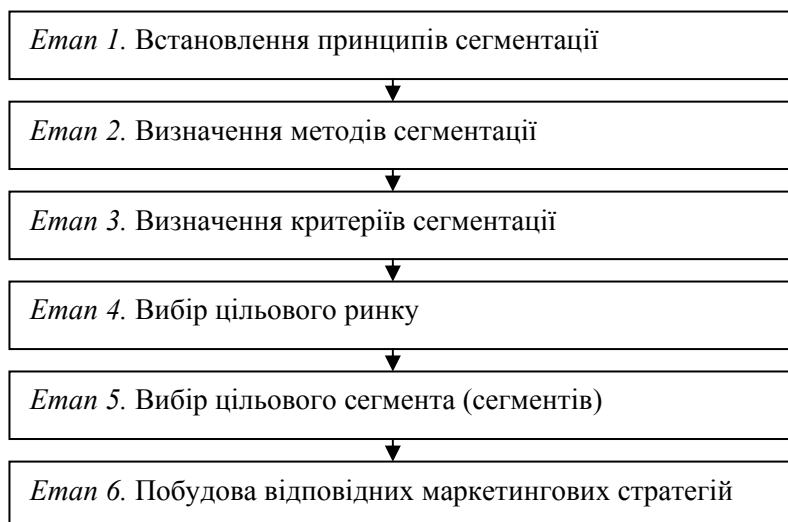 Етап 1. Встановлення принципів сегментації
Етап 2. Визначення методів сегментації
Етап 3. Визначення критеріїв сегментації
Етап 4. Вибір цільового ринку
Етап 5. Вибір цільового сегмента (сегментів)
Етап 6. Побудова відповідних маркетингових стратегій